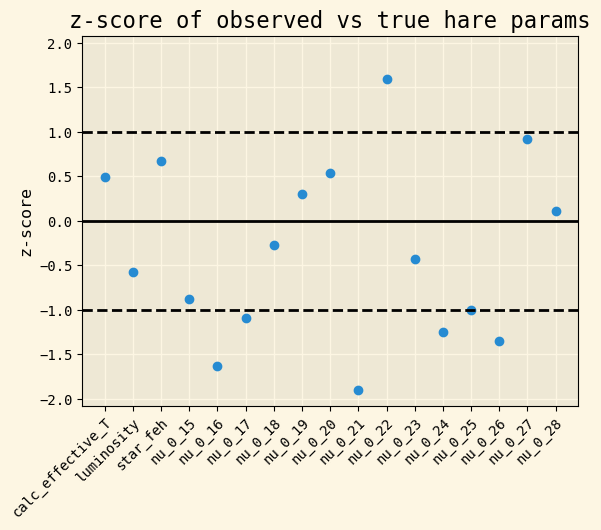 z-score of observed vs true hare params
z-score
2.0
1.5
1.0
0.5
0.0
−0.5
−1.0
−1.5
−2.0
calc_effective_T
luminosity
star_feh
nu_0_15
nu_0_16
nu_0_17
nu_0_18
nu_0_19
nu_0_20
nu_0_21
nu_0_22
nu_0_23
nu_0_24
nu_0_25
nu_0_26
nu_0_27
nu_0_28